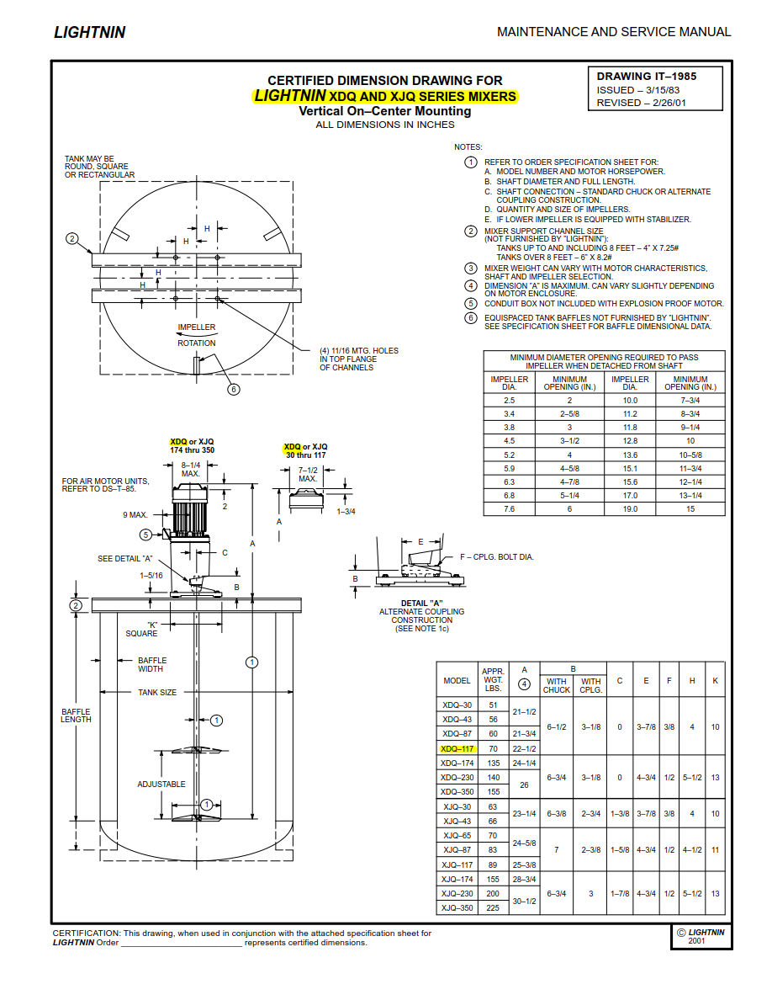 LIGHTNIN
MAINTENANCE AND SERVICE MANUAL
CERTIFIED DIMENSION DRAWING FOR
LIGHTNIN XDQ AND XJQ SERIES MIXERS
Vertical On–Center Mounting
ALL DIMENSIONS IN INCHES
DRAWING IT–1985
ISSUED – 3/15/83
REVISED – 2/26/01
NOTES:
1 REFER TO ORDER SPECIFICATION SHEET FOR:
A. MODEL NUMBER AND MOTOR HORSEPOWER.
B. SHAFT DIAMETER AND FULL LENGTH.
C. SHAFT CONNECTION – STANDARD CHUCK OR ALTERNATE
COUPLING CONSTRUCTION.
D. QUANTITY AND SIZE OF IMPELLERS.
E. IF LOWER IMPELLER IS EQUIPPED WITH STABILIZER.
2 MIXER SUPPORT CHANNEL SIZE
(NOT FURNISHED BY "LIGHTNIN"):
TANKS UP TO AND INCLUDING 8 FEET – 4" X 7.25#
TANKS OVER 8 FEET – 6" X 8.2#
3 MIXER WEIGHT CAN VARY WITH MOTOR CHARACTERISTICS,
SHAFT AND IMPELLER SELECTION.
4 DIMENSION "A" IS MAXIMUM. CAN VARY SLIGHTLY DEPENDING
ON MOTOR ENCLOSURE.
5 CONDUIT BOX NOT INCLUDED WITH EXPLOSION PROOF MOTOR.
6 EQUISPACED TANK BAFFLES NOT FURNISHED BY "LIGHTNIN".
SEE SPECIFICATION SHEET FOR BAFFLE DIMENSIONAL DATA.
TANK MAY BE
ROUND, SQUARE
OR RECTANGULAR
2
H
H
H
H
IMPELLER
ROTATION
(4) 11/16 MTG. HOLES
IN TOP FLANGE
OF CHANNELS
6
MINIMUM DIAMETER OPENING REQUIRED TO PASS
IMPELLER WHEN DETACHED FROM SHAFT
IMPELLER DIA. MINIMUM OPENING (IN.) IMPELLER DIA. MINIMUM OPENING (IN.)
2.5 2 10.0 7–3/4
3.4 2–5/8 11.2 8–3/4
3.8 3 11.8 9–1/4
4.5 3–1/2 12.8 10
5.2 4 13.6 10–5/8
5.9 4–5/8 15.1 11–3/4
6.3 4–7/8 15.6 12–1/4
6.8 5–1/4 17.0 13–1/4
7.6 6 19.0 15
XDQ or XJQ
174 thru 350
8–1/4
MAX.
XDQ or XJQ
30 thru 117
7–1/2
MAX.
FOR AIR MOTOR UNITS,
REFER TO DS–T–85.
2
1–3/4
A
9 MAX.
5
A
C
SEE DETAIL "A"
1–5/16
B
2
"K"
SQUARE
E
F – CPLG. BOLT DIA.
B
DETAIL "A"
ALTERNATE COUPLING
CONSTRUCTION
(SEE NOTE 1c)
BAFFLE
WIDTH
1
TANK SIZE
BAFFLE
LENGTH
1
ADJUSTABLE
1
MODEL APPR. WGT. LBS. A 4 B WITH CHUCK WITH CPLG. C E F H K
XDQ–30 51 21–1/2
XDQ–43 56
XDQ–87 60 21–3/4 6–1/2 3–1/8 0 3–7/8 3/8 4 10
XDQ–117 70 22–1/2
XDQ–174 135 24–1/4
XDQ–230 140 26 6–3/4 3–1/8 0 4–3/4 1/2 5–1/2 13
XDQ–350 155
XJQ–30 63 23–1/4 6–3/8 2–3/4 1–3/8 3–7/8 3/8 4 10
XJQ–43 66
XJQ–65 70 24–5/8
XJQ–87 83 7 2–3/8 1–5/8 4–3/4 1/2 4–1/2 11
XJQ–117 89 25–3/8
XJQ–174 155 28–3/4
XJQ–230 200 30–1/2 6–3/4 3 1–7/8 4–3/4 1/2 5–1/2 13
XJQ–350 225
CERTIFICATION: This drawing, when used in conjunction with the attached specification sheet for
LIGHTNIN Order __________________________ represents certified dimensions.
© LIGHTNIN
2001